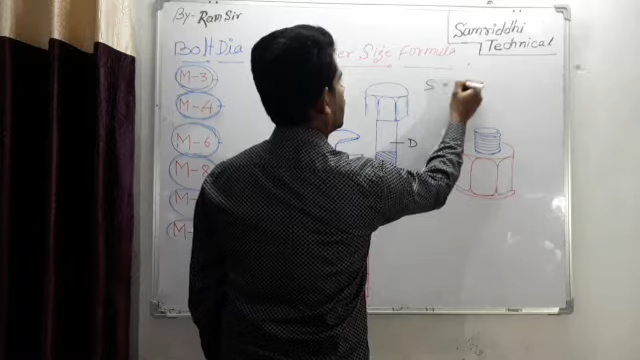 By- Ram Sir
Samriddhi
Technical
Bolt Dia
Size Formula
S =
M-3
M-4
D
M-6
M-8